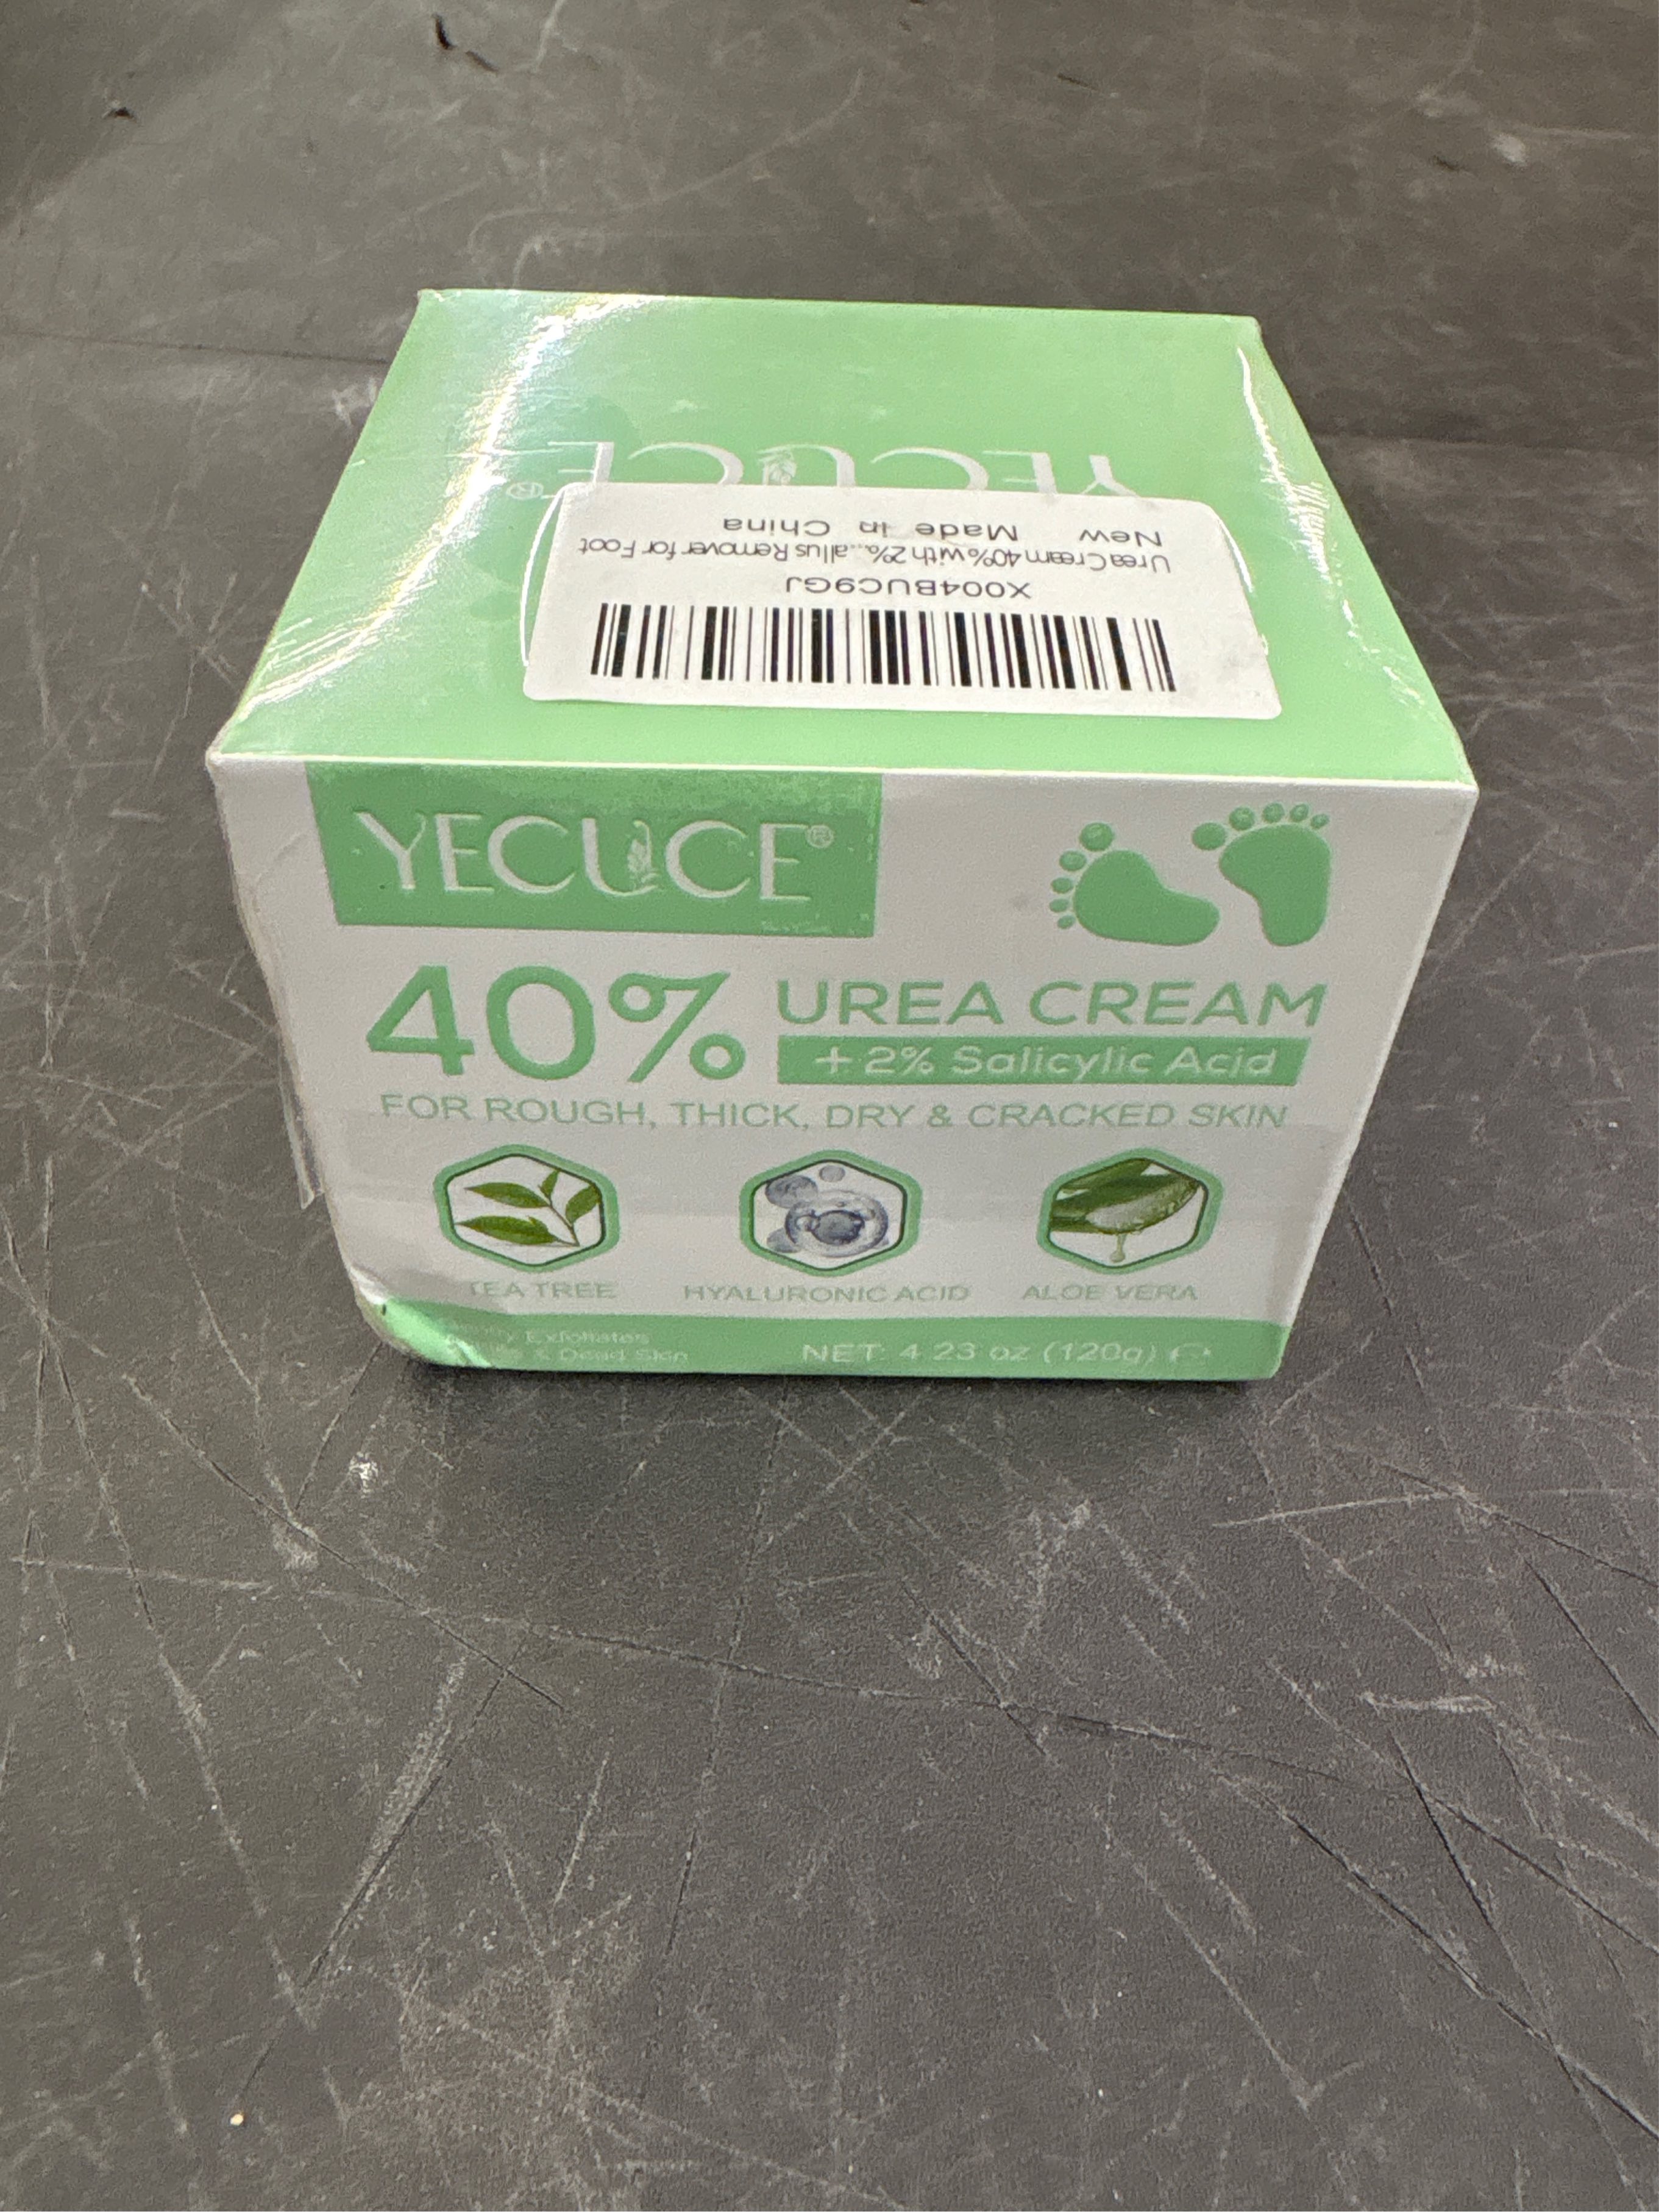 YECUCE®
New Made in China
Urea Cream 40% with 2%...allus Remover for Foot
X004BUC9GJ
YECUCE®
40% UREA CREAM
+ 2% Salicylic Acid
FOR ROUGH, THICK, DRY & CRACKED SKIN
TEA TREE HYALURONIC ACID ALOE VERA
Exfoliates
& Dead Skin
NET: 4.23 oz (120g)